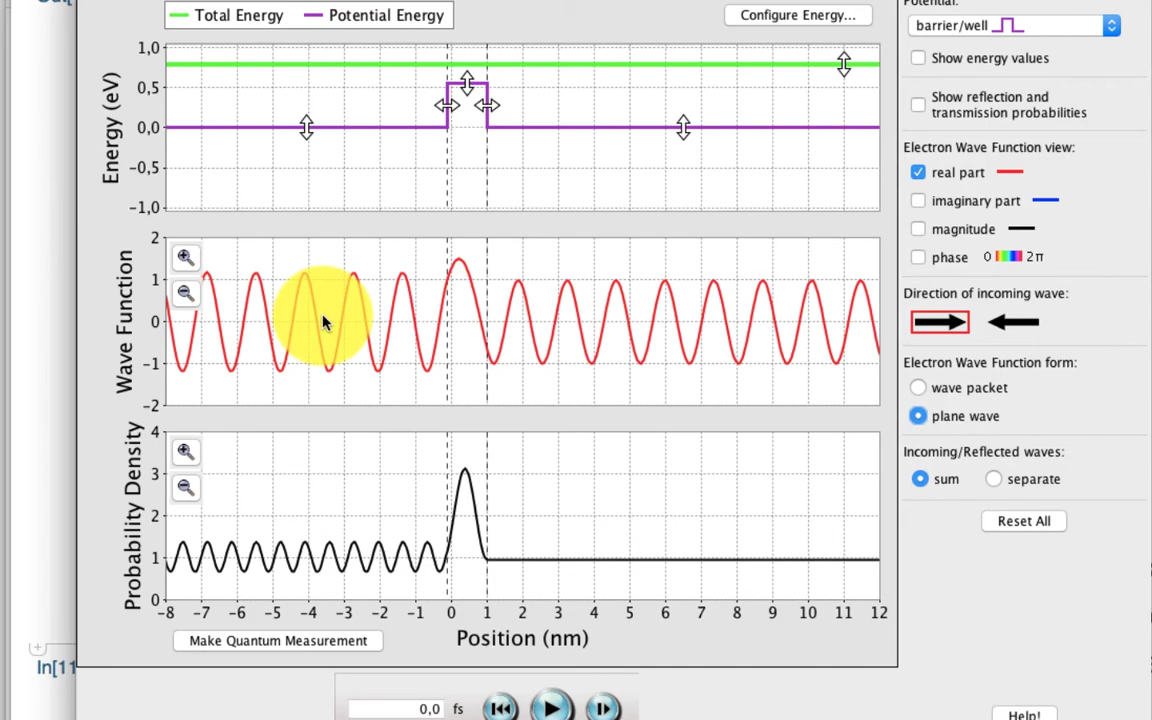 Total Energy Potential Energy
Configure Energy...
Potential:
barrier/well
Show energy values
Show reflection and
transmission probabilities
Electron Wave Function view:
real part
imaginary part
magnitude
phase 0 2π
Direction of incoming wave:
Electron Wave Function form:
wave packet
plane wave
Incoming/Reflected waves:
sum separate
Reset All
Energy (eV)
1,0
0,5
0,0
-0,5
-1,0
Wave Function
2
1
0
-1
-2
Probability Density
4
3
2
1
0
-8 -7 -6 -5 -4 -3 -2 -1 0 1 2 3 4 5 6 7 8 9 10 11 12
Make Quantum Measurement
Position (nm)
In[11
0,0 fs
Help!